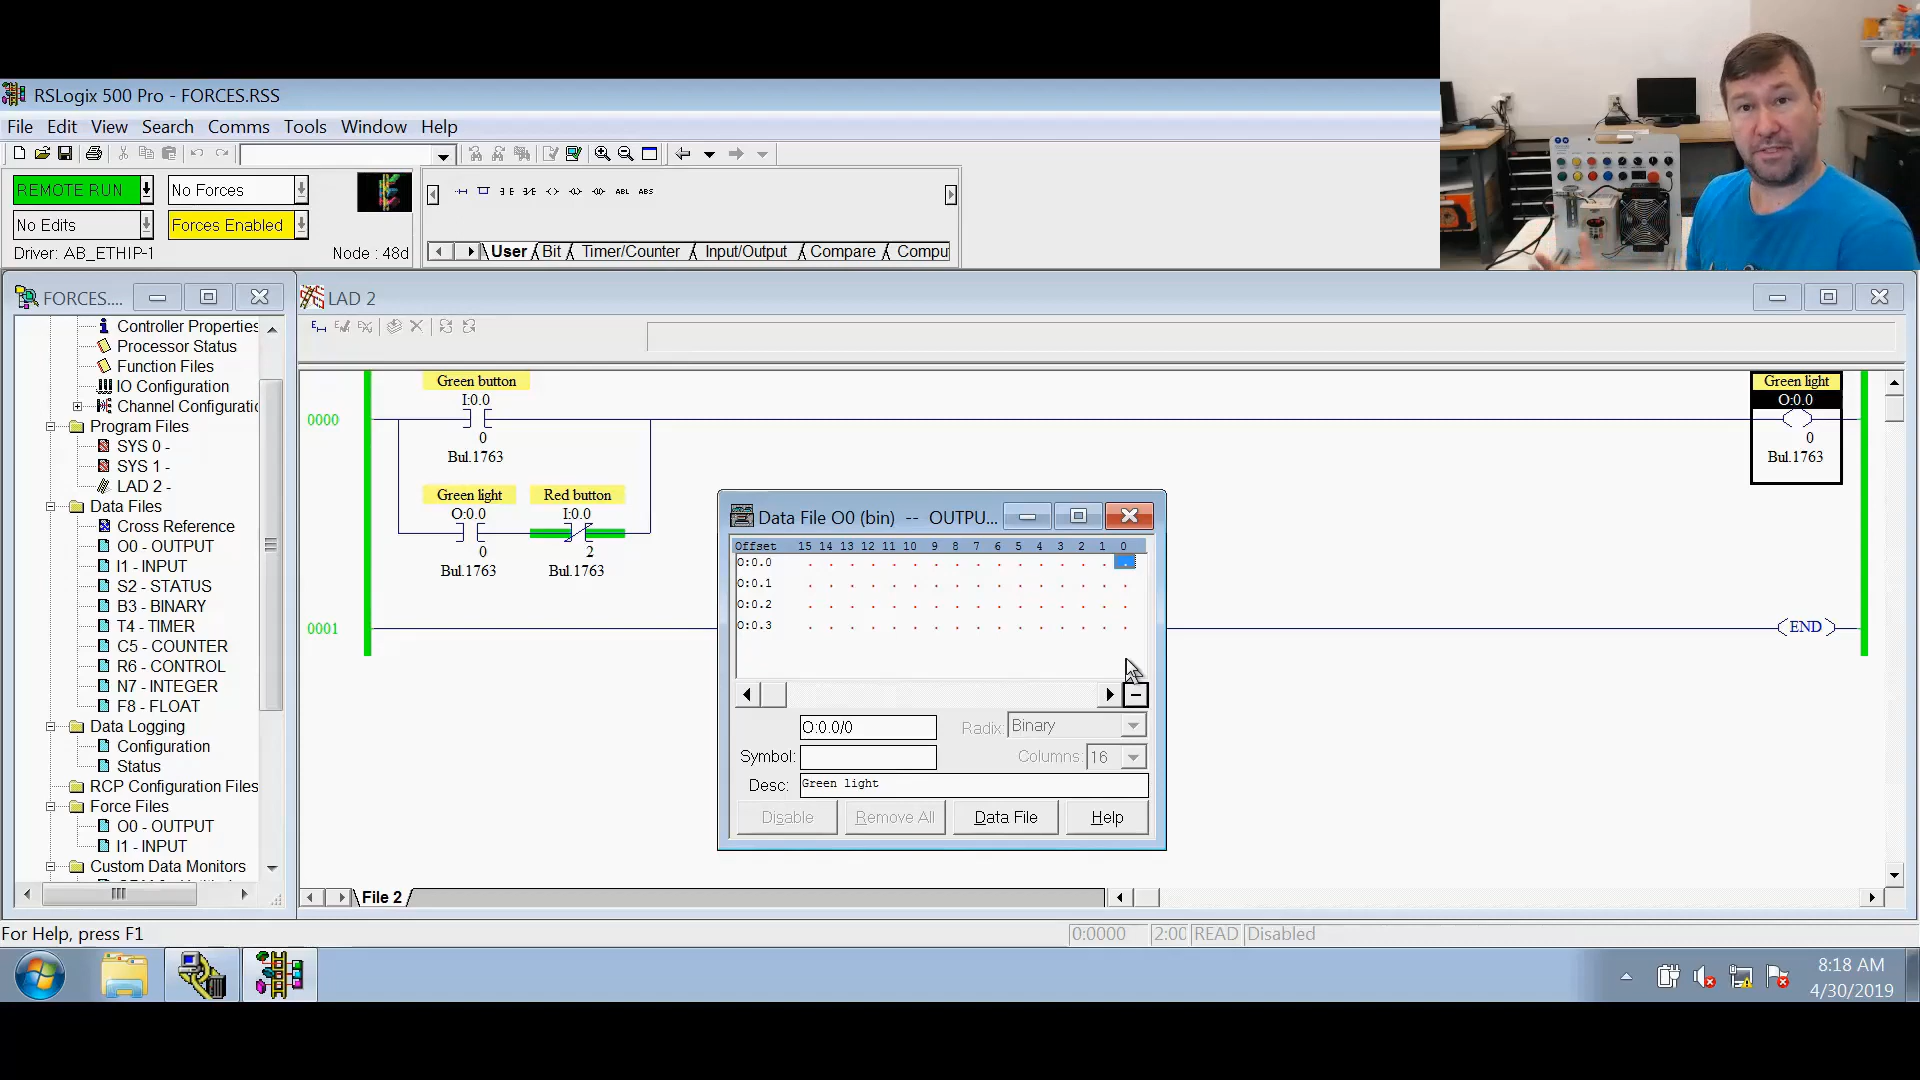 RSLogix 500 Pro - FORCES.RSS
File Edit View Search Comms Tools Window Help
REMOTE RUN No Forces
No Edits Forces Enabled
Driver: AB_ETHIP-1 Node : 48d
ABL ABS
User Bit Timer/Counter Input/Output Compare Compu
FORCES....
Controller Properties
Processor Status
Function Files
IO Configuration
Channel Configuratio
Program Files
SYS 0 -
SYS 1 -
LAD 2 -
Data Files
Cross Reference
O0 - OUTPUT
I1 - INPUT
S2 - STATUS
B3 - BINARY
T4 - TIMER
C5 - COUNTER
R6 - CONTROL
N7 - INTEGER
F8 - FLOAT
Data Logging
Configuration
Status
RCP Configuration Files
Force Files
O0 - OUTPUT
I1 - INPUT
Custom Data Monitors
LAD 2
Green button
I:0.0
0000
0
Bul.1763
Green light
O:0.0
0
Bul.1763
Green light Red button
O:0.0 I:0.0
0 2
Bul.1763 Bul.1763
0001
END
Data File O0 (bin) -- OUTPU...
Offset 15 14 13 12 11 10 9 8 7 6 5 4 3 2 1 0
O:0.0 . . . . . . . . . . . . . . . .
O:0.1 . . . . . . . . . . . . . . . .
O:0.2 . . . . . . . . . . . . . . . .
O:0.3 . . . . . . . . . . . . . . . .
O:0.0/0 Radix: Binary
Symbol: Columns: 16
Desc: Green light
Disable Remove All Data File Help
File 2
For Help, press F1
0:0000 2:00 READ Disabled
8:18 AM
4/30/2019